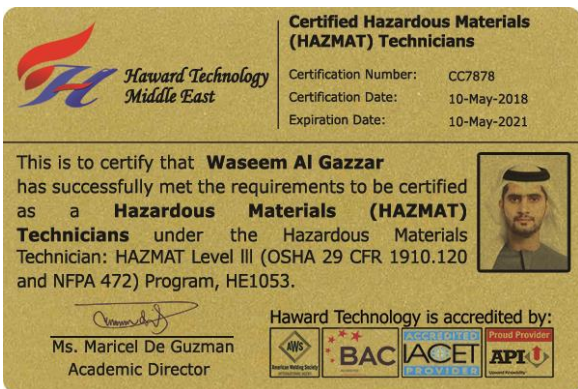 Haward Technology
Middle East
Certified Hazardous Materials
(HAZMAT) Technicians
Certification Number: CC7878
Certification Date: 10-May-2018
Expiration Date: 10-May-2021
This is to certify that Waseem Al Gazzar
has successfully met the requirements to be certified
as a Hazardous Materials (HAZMAT)
Technicians under the Hazardous Materials
Technician: HAZMAT Level lll (OSHA 29 CFR 1910.120
and NFPA 472) Program, HE1053.
Ms. Maricel De Guzman
Academic Director
Haward Technology is accredited by:
AWS
American Welding Society
BAC
ACCREDITED
IACET
PROVIDER
Proud Provider
API